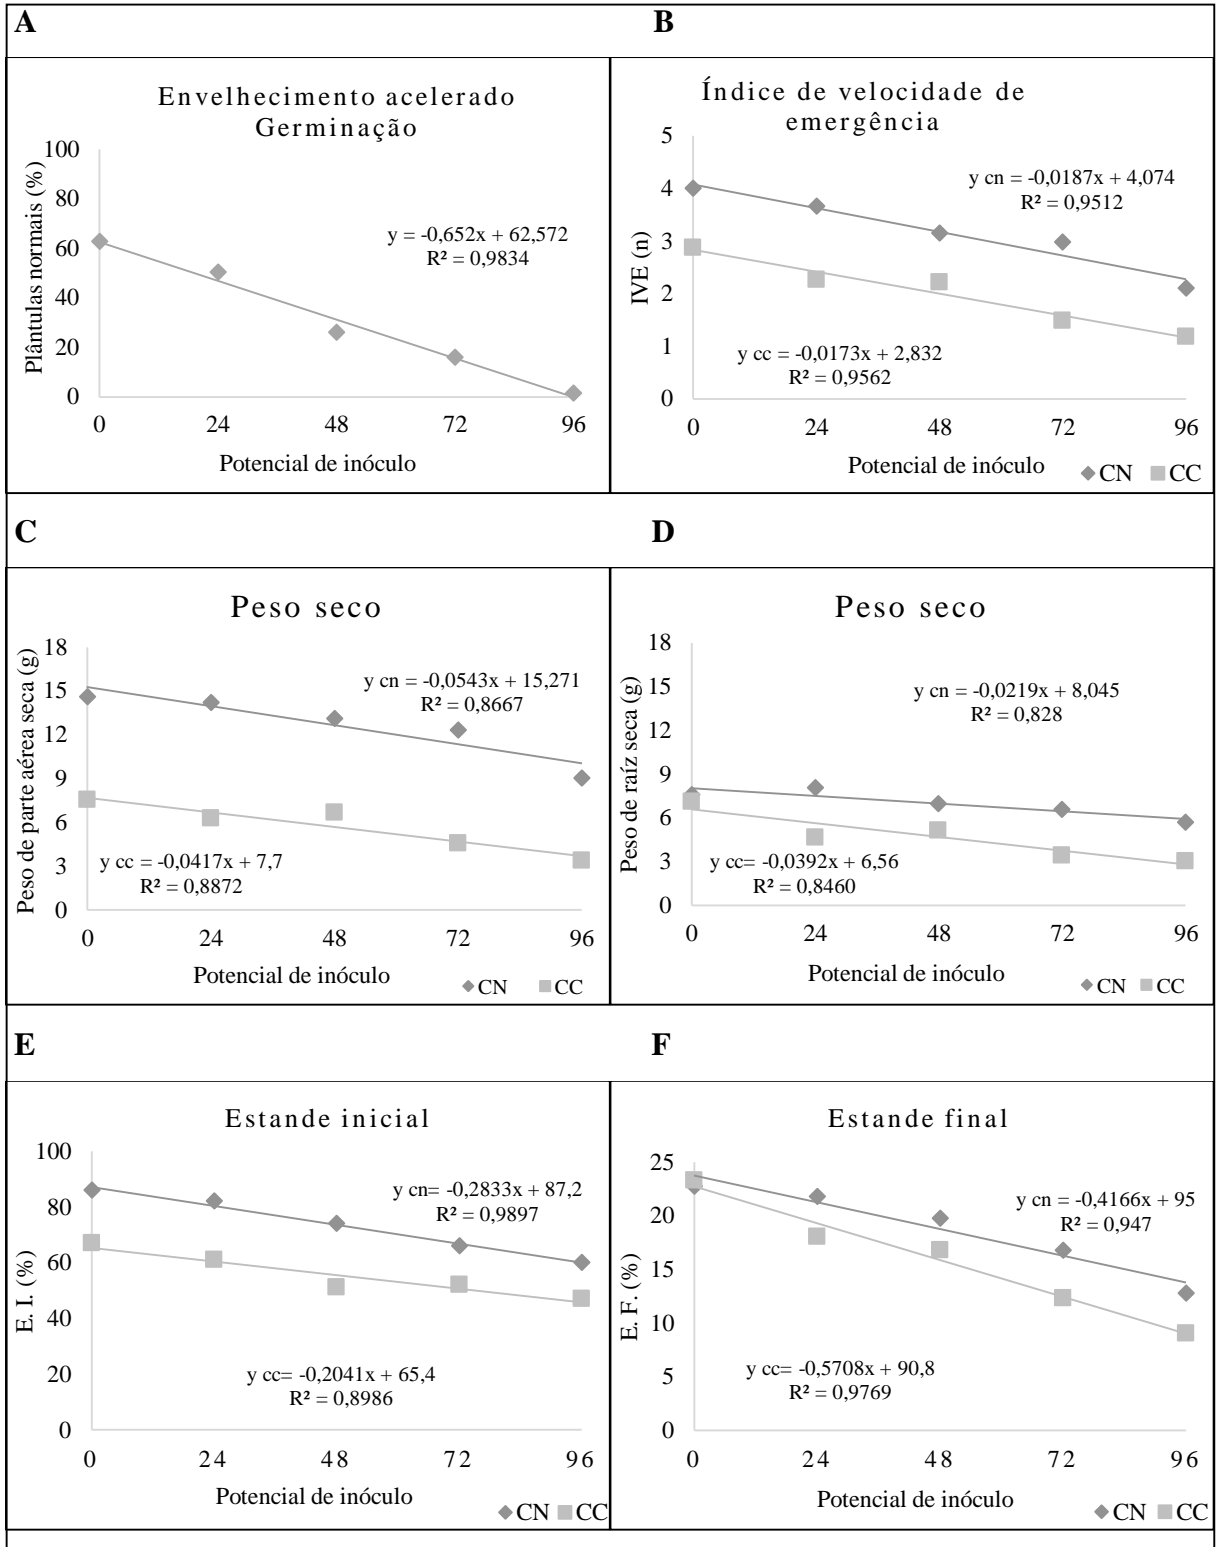 A
B
Envelhecimento acelerado
Germinação
Plântulas normais (%)
100
80
60
40
20
0
y = -0,652x + 62,572
R² = 0,9834
0 24 48 72 96
Potencial de inóculo
Índice de velocidade de
emergência
IVE (n)
5
4
3
2
1
0
y cn = -0,0187x + 4,074
R² = 0,9512
y cc = -0,0173x + 2,832
R² = 0,9562
0 24 48 72 96
Potencial de inóculo
CN CC
C
D
Peso seco
Peso de parte aérea seca (g)
18
15
12
9
6
3
0
y cn = -0,0543x + 15,271
R² = 0,8667
y cc = -0,0417x + 7,7
R² = 0,8872
0 24 48 72 96
Potencial de inóculo
CN CC
Peso seco
Peso de raíz seca (g)
18
15
12
9
6
3
0
y cn = -0,0219x + 8,045
R² = 0,828
y cc= -0,0392x + 6,56
R² = 0,8460
0 24 48 72 96
Potencial de inóculo
CN CC
E
F
Estande inicial
E. I. (%)
100
80
60
40
20
0
y cn= -0,2833x + 87,2
R² = 0,9897
y cc= -0,2041x + 65,4
R² = 0,8986
0 24 48 72 96
Potencial de inóculo
CN CC
Estande final
E. F. (%)
25
20
15
10
5
0
y cn = -0,4166x + 95
R² = 0,947
y cc= -0,5708x + 90,8
R² = 0,9769
0 24 48 72 96
Potencial de inóculo
CN CC